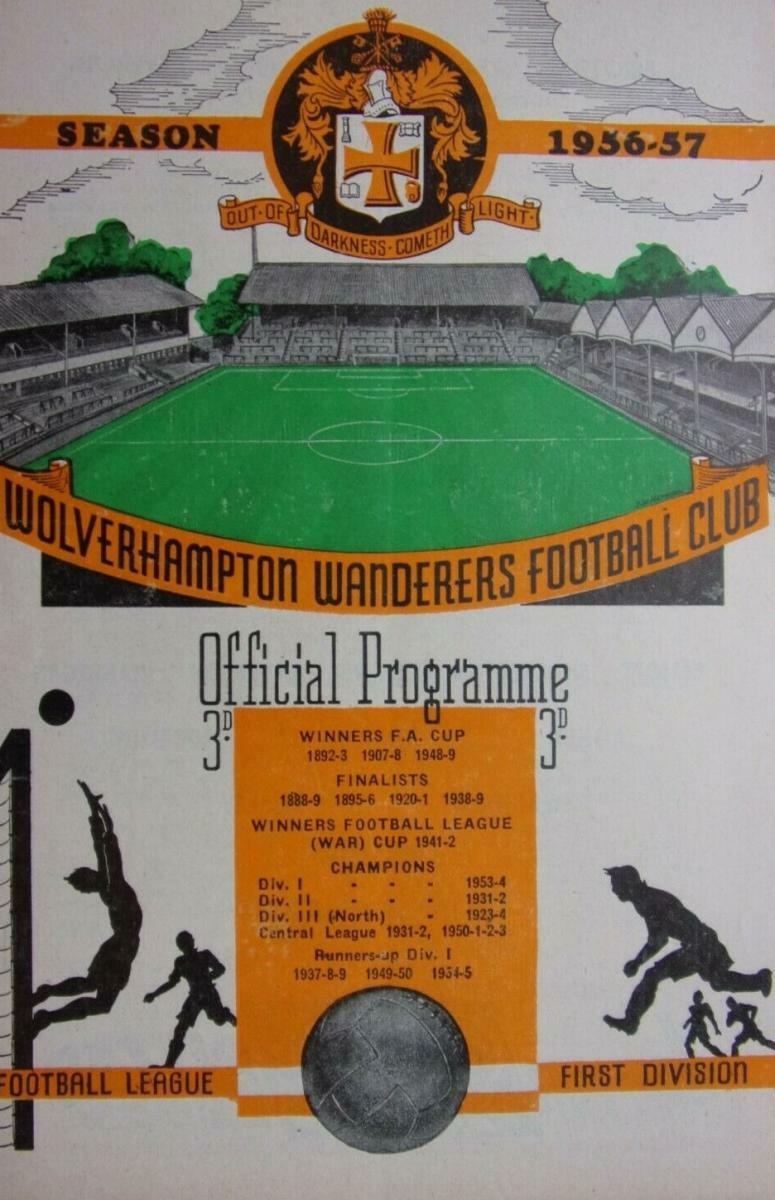 SEASON 1956-57
OUT·OF DARKNESS·COMETH LIGHT·
WOLVERHAMPTON WANDERERS FOOTBALL CLUB
Official Programme
3D. 3D.
WINNERS F.A. CUP
1892-3 1907-8 1948-9
FINALISTS
1888-9 1895-6 1920-1 1938-9
WINNERS FOOTBALL LEAGUE
(WAR) CUP 1941-2
CHAMPIONS
Div. I - - - 1953-4
Div. II - - - 1931-2
Div. III (North) - 1923-4
Central League 1931-2, 1950-1-2-3
Runners-up Div. I
1937-8-9 1949-50 1954-5
FOOTBALL LEAGUE FIRST DIVISION